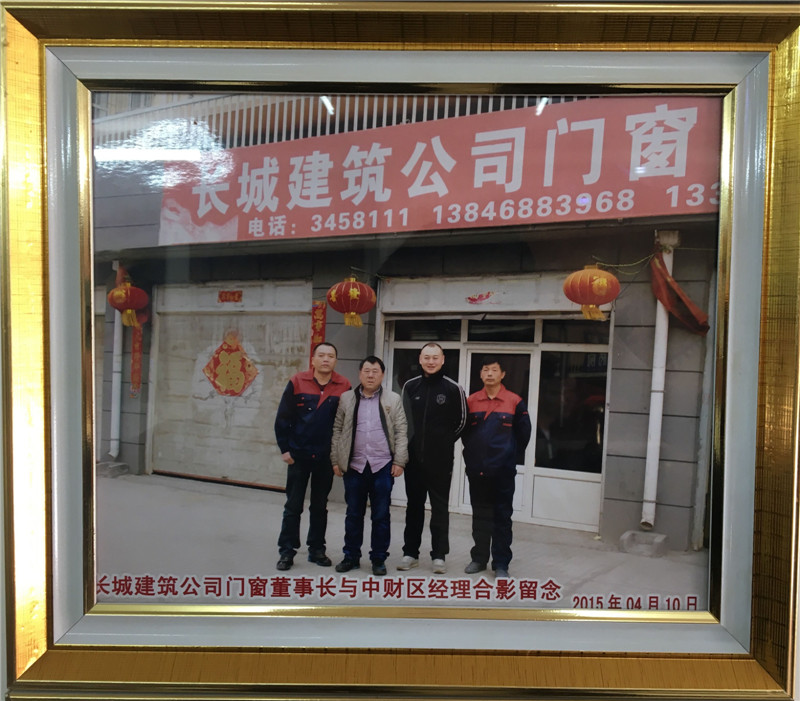 长城建筑公司门窗
电话：3458111 13846883968 133
福
长城建筑公司门窗董事长与中财区经理合影留念
2015年04月10日